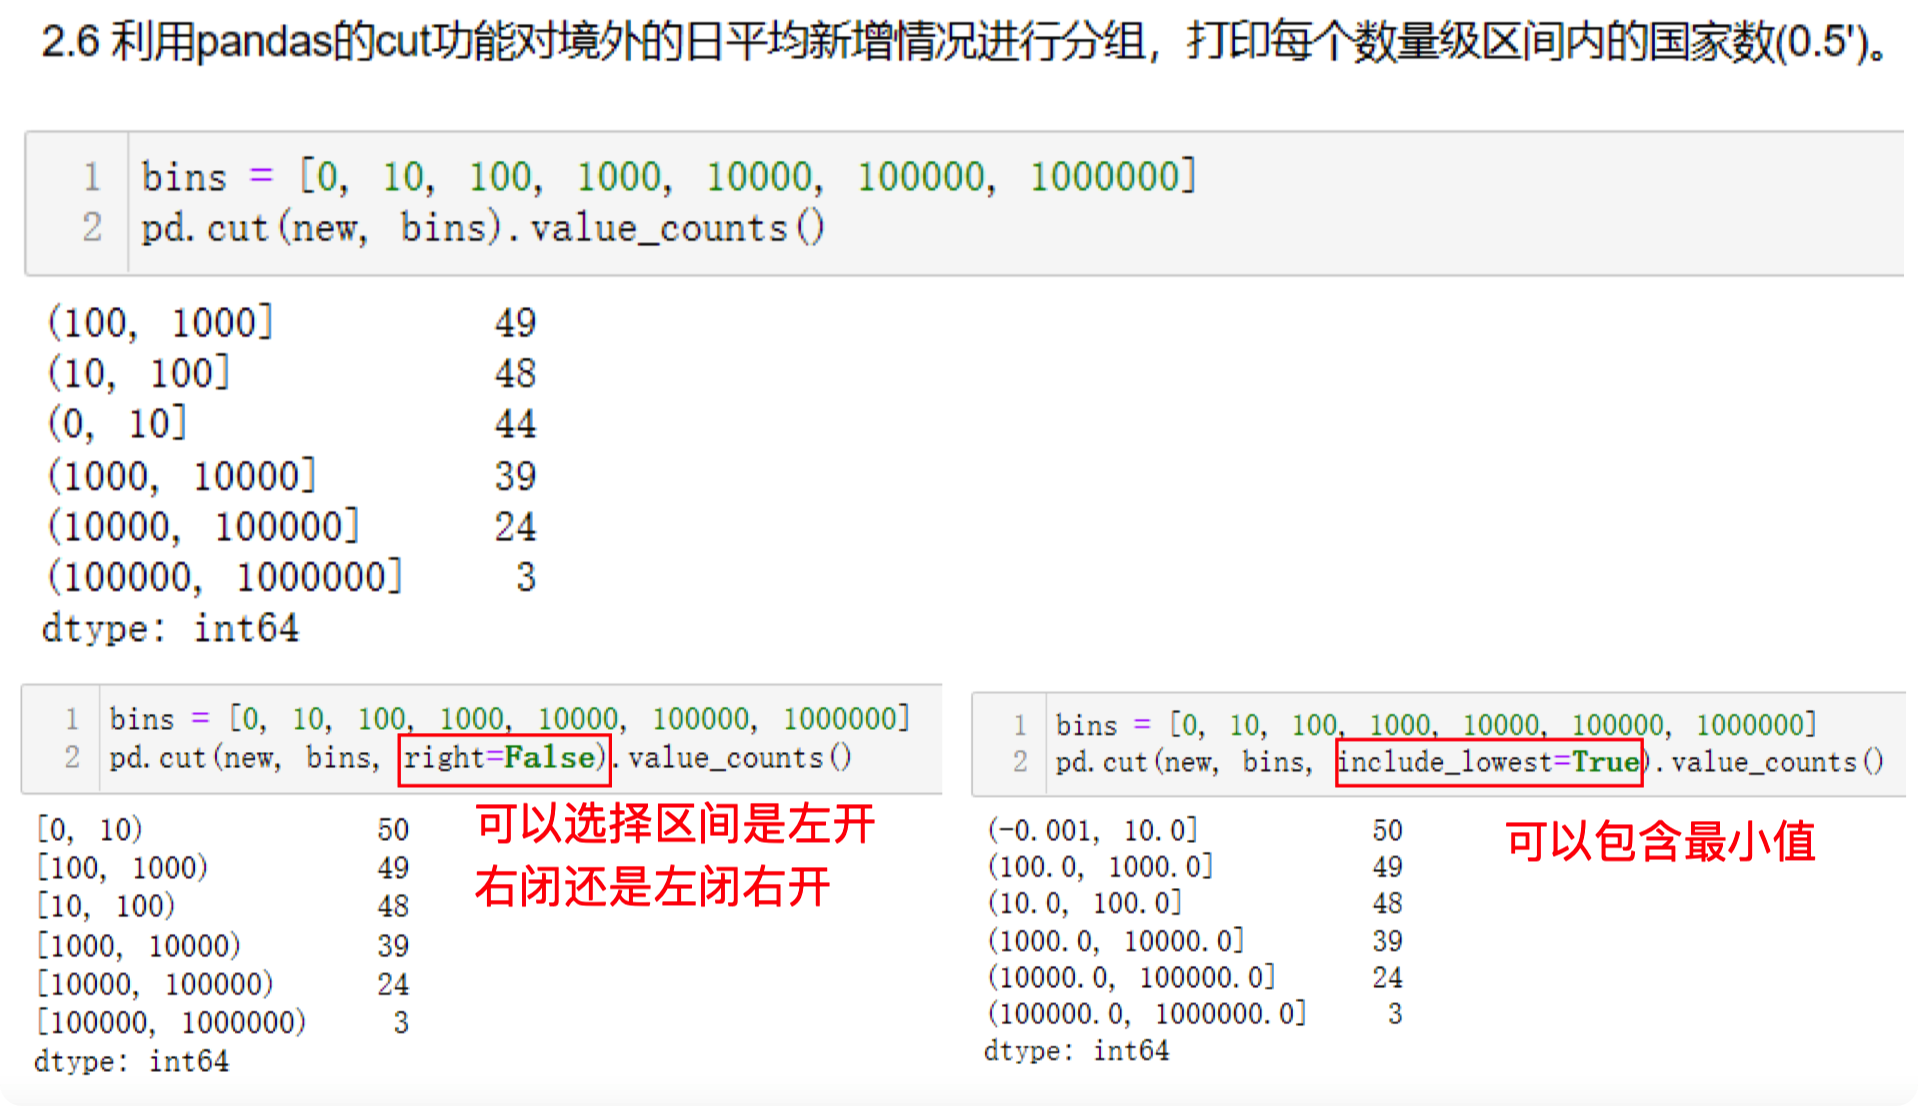 2.6 利用pandas的cut功能对境外的日平均新增情况进行分组，打印每个数量级区间内的国家数(0.5')。
1 bins = [0, 10, 100, 1000, 10000, 100000, 1000000]
2 pd.cut(new, bins).value_counts()
(100, 1000] 49
(10, 100] 48
(0, 10] 44
(1000, 10000] 39
(10000, 100000] 24
(100000, 1000000] 3
dtype: int64
1 bins = [0, 10, 100, 1000, 10000, 100000, 1000000]
2 pd.cut(new, bins, right=False).value_counts()
[0, 10) 50
[100, 1000) 49
[10, 100) 48
[1000, 10000) 39
[10000, 100000) 24
[100000, 1000000) 3
dtype: int64
可以选择区间是左开
右闭还是左闭右开
1 bins = [0, 10, 100, 1000, 10000, 100000, 1000000]
2 pd.cut(new, bins, include_lowest=True).value_counts()
(-0.001, 10.0] 50
(100.0, 1000.0] 49
(10.0, 100.0] 48
(1000.0, 10000.0] 39
(10000.0, 100000.0] 24
(100000.0, 1000000.0] 3
dtype: int64
可以包含最小值